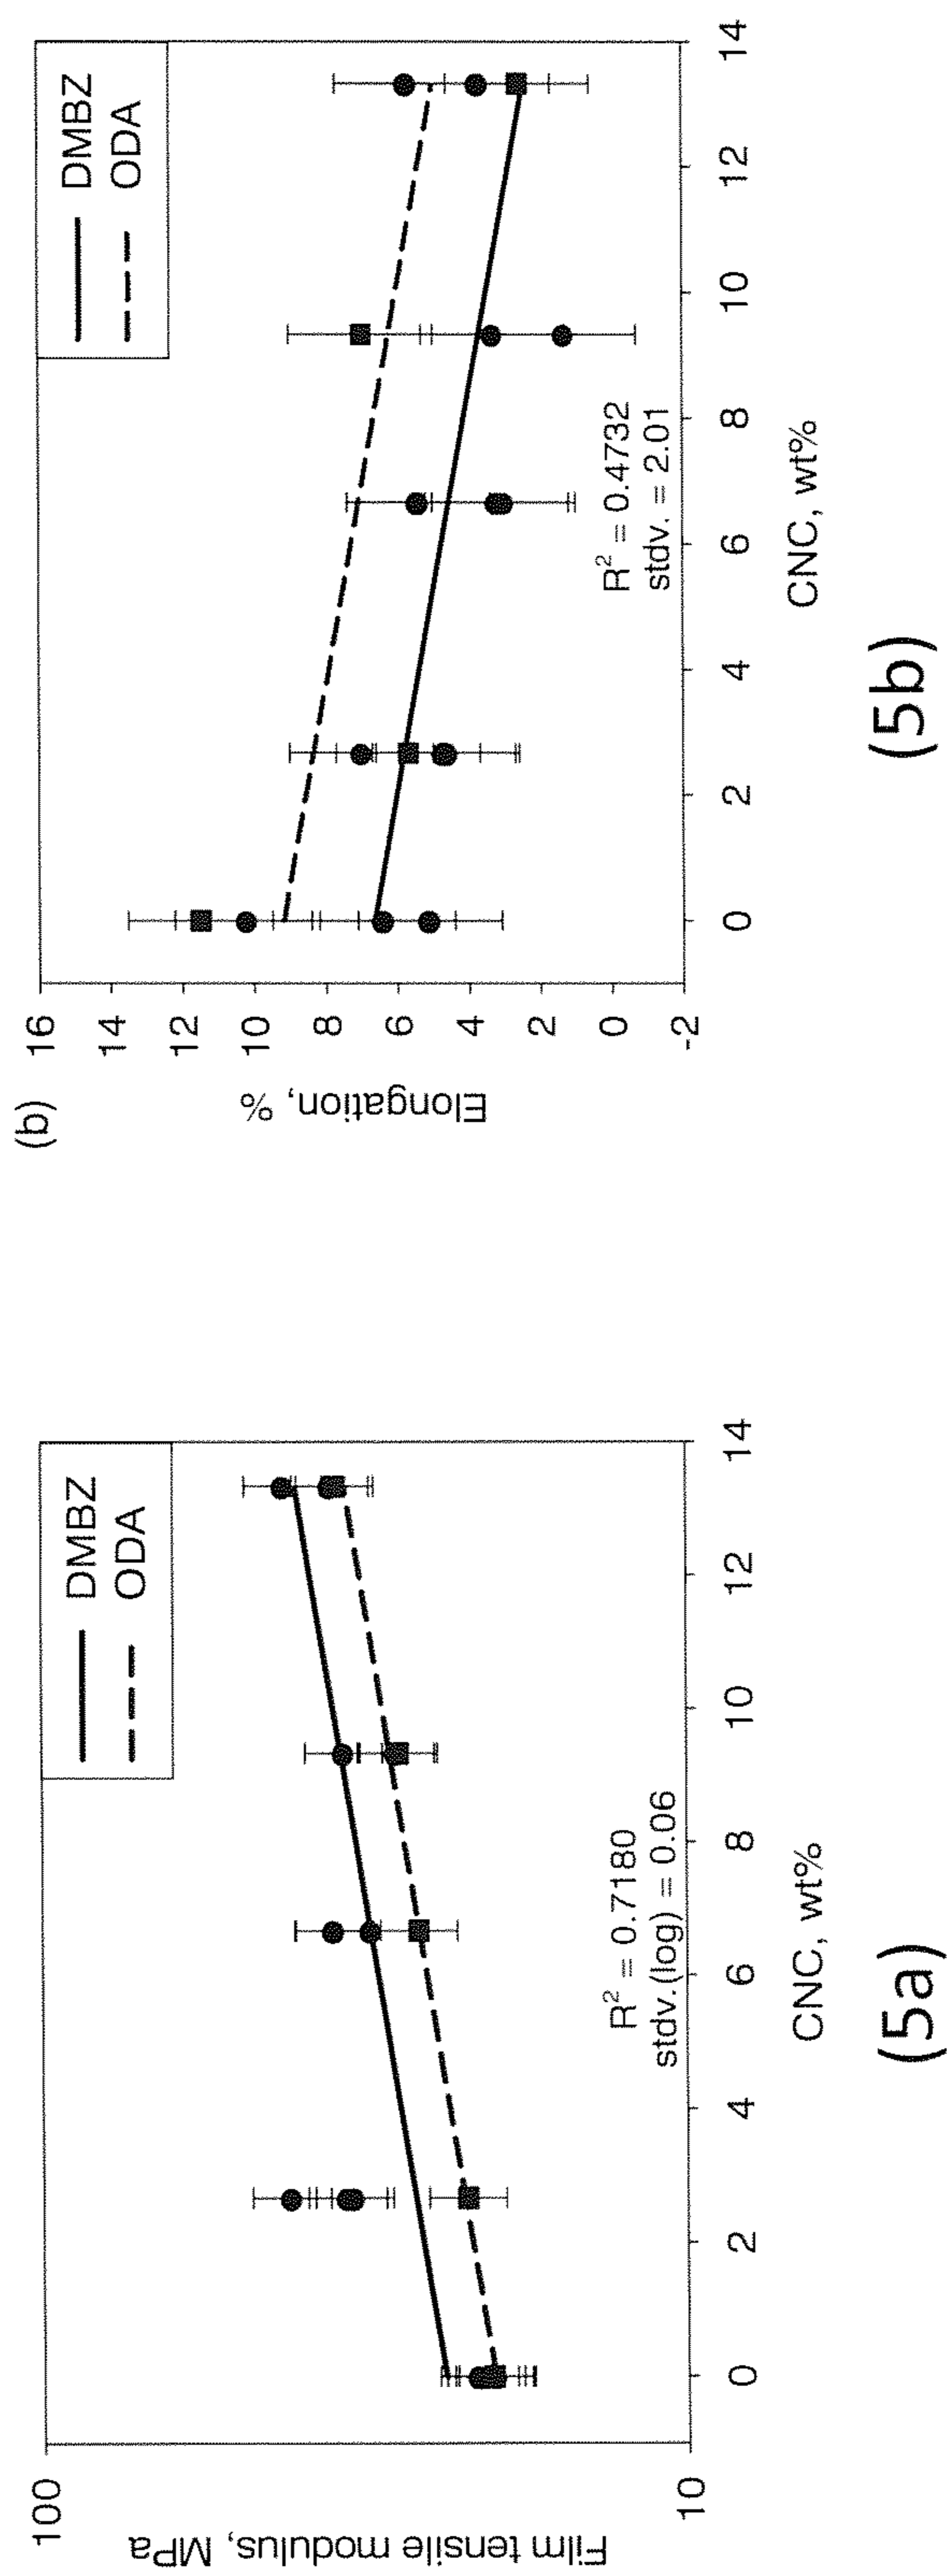 Film tensile modulus, MPa
100
10
DMBZ
ODA
R² = 0.7180
stdv.(log) = 0.06
0 2 4 6 8 10 12 14
CNC, wt%
(5a)
(b)
Elongation, %
16
14
12
10
8
6
4
2
0
-2
DMBZ
ODA
R² = 0.4732
stdv. = 2.01
0 2 4 6 8 10 12 14
CNC, wt%
(5b)